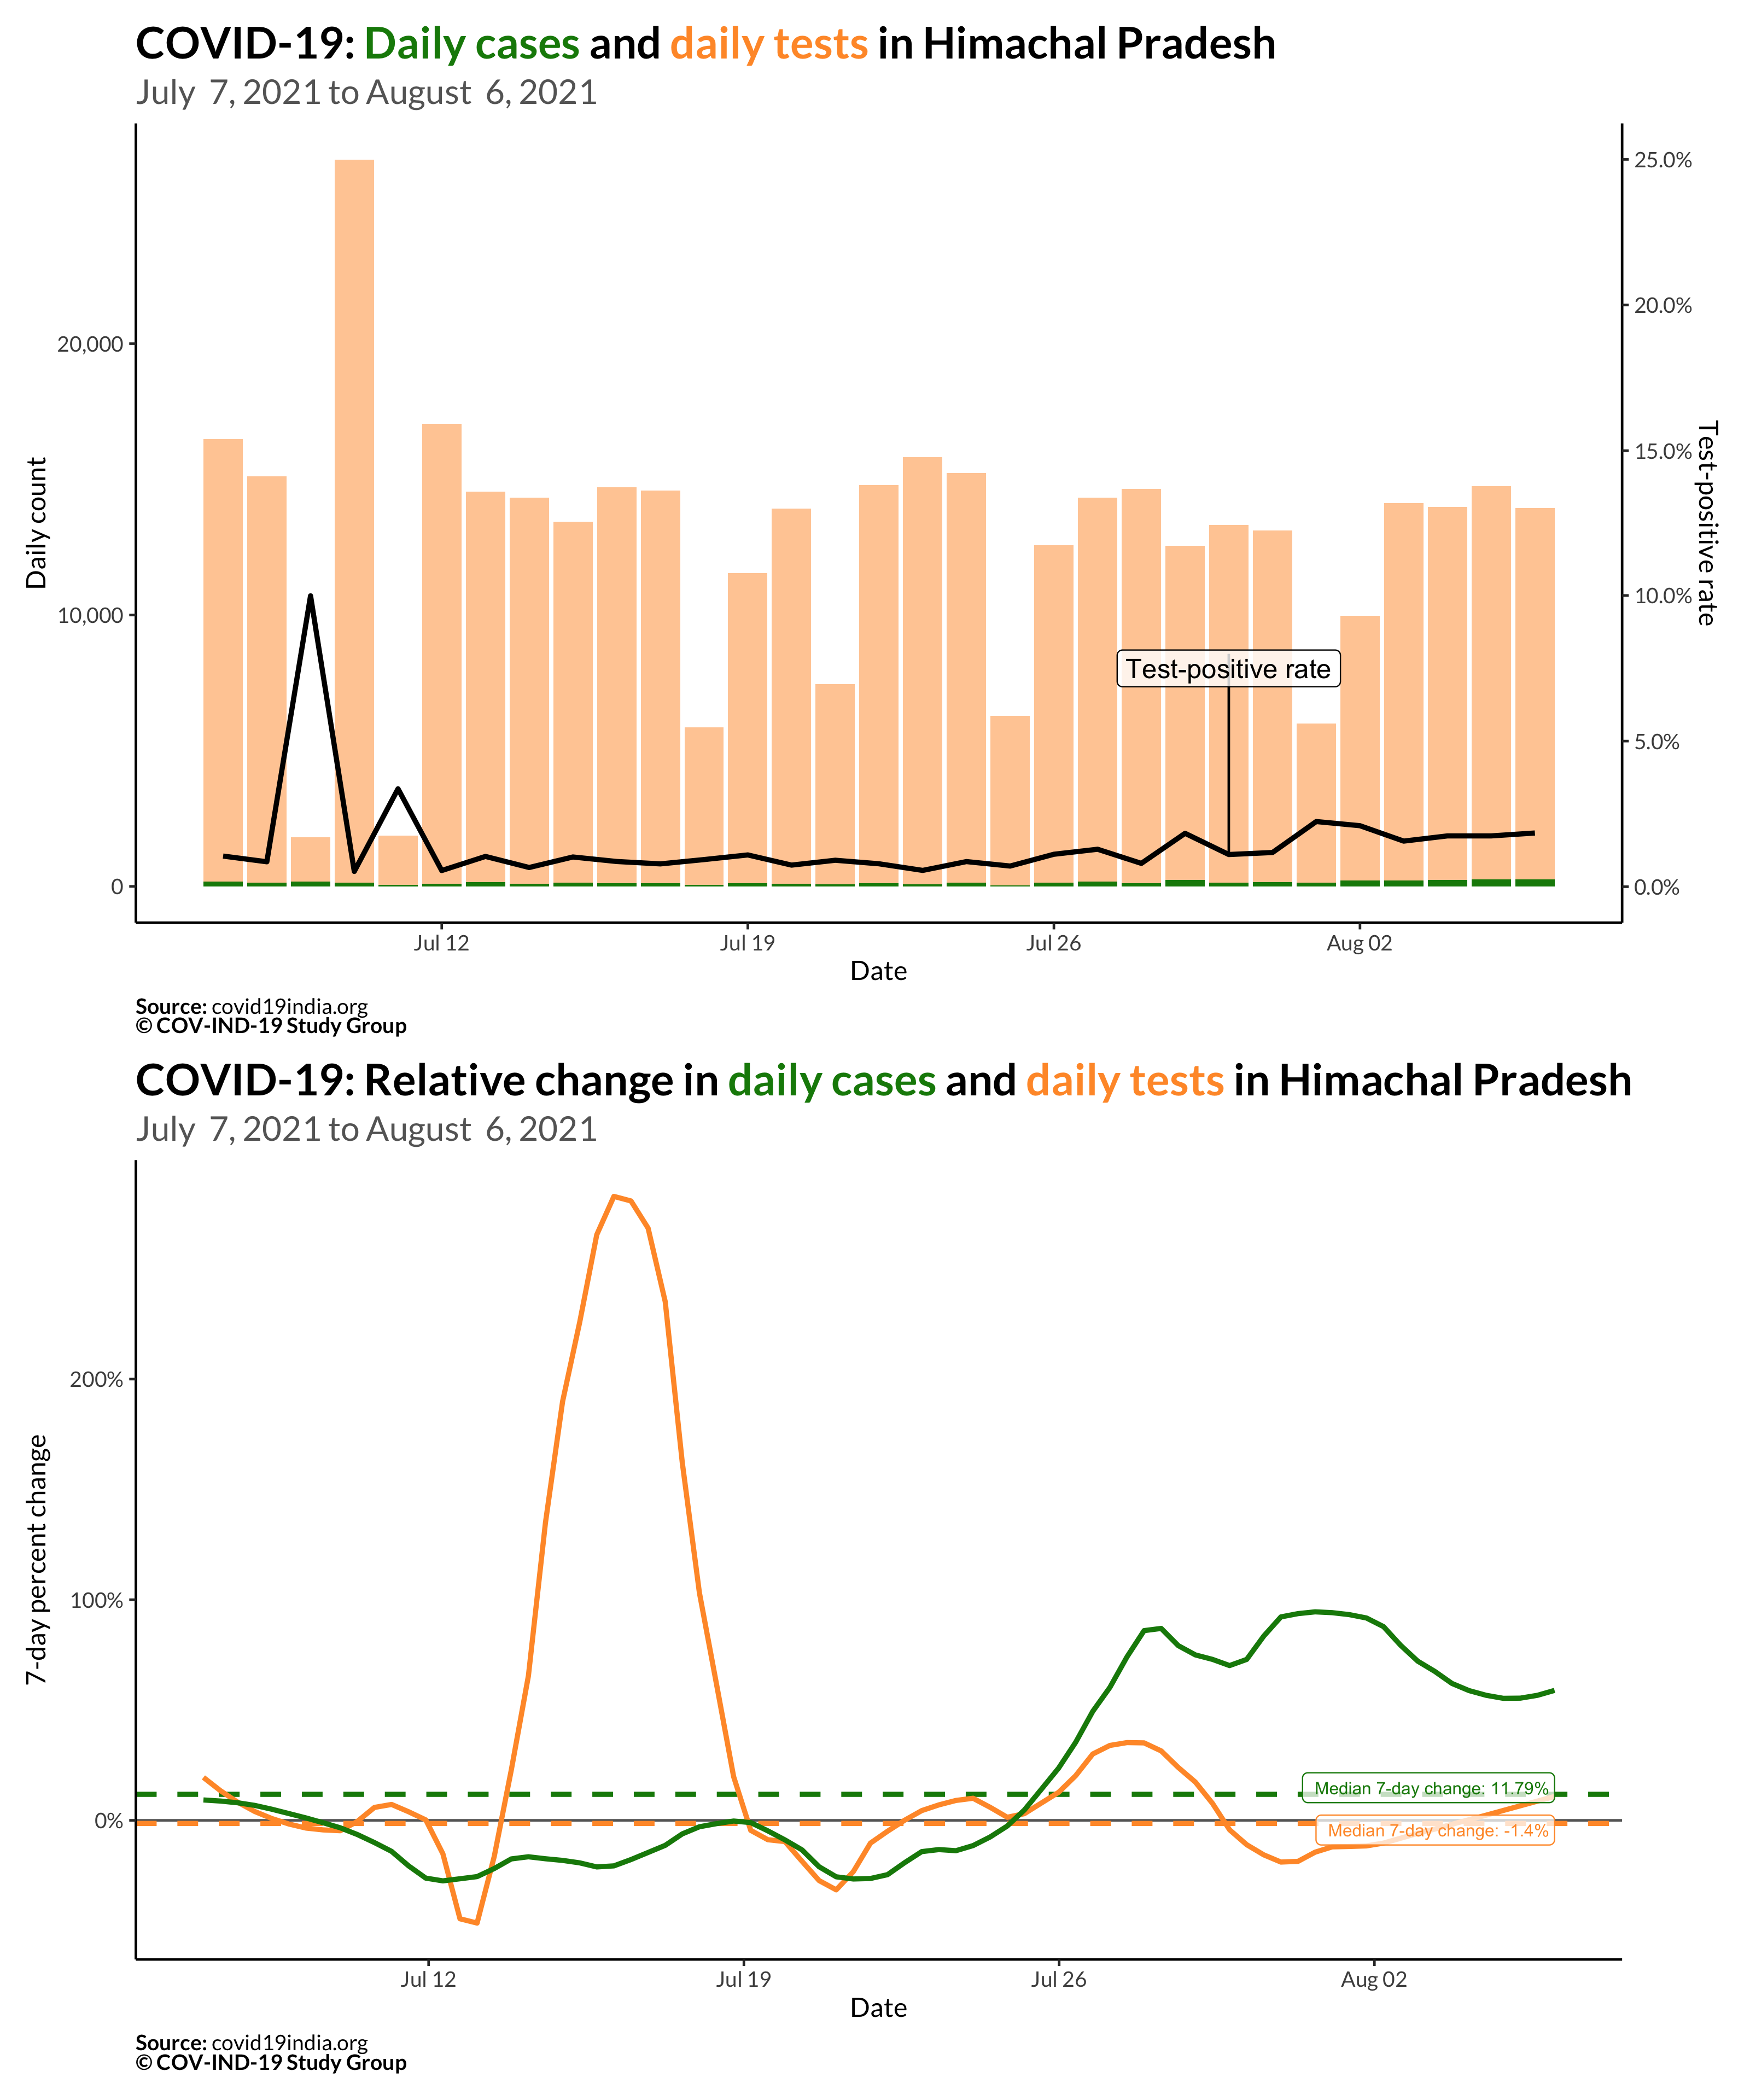 COVID-19: Daily cases and daily tests in Himachal Pradesh
July 7, 2021 to August 6, 2021
Daily count
20,000
10,000
0
25.0%
20.0%
15.0%
10.0%
5.0%
0.0%
Test-positive rate
Test-positive rate
Jul 12
Jul 19
Jul 26
Aug 02
Date
Source: covid19india.org
© COV-IND-19 Study Group
COVID-19: Relative change in daily cases and daily tests in Himachal Pradesh
July 7, 2021 to August 6, 2021
7-day percent change
200%
100%
0%
Median 7-day change: 11.79%
Median 7-day change: -1.4%
Jul 12
Jul 19
Jul 26
Aug 02
Date
Source: covid19india.org
© COV-IND-19 Study Group